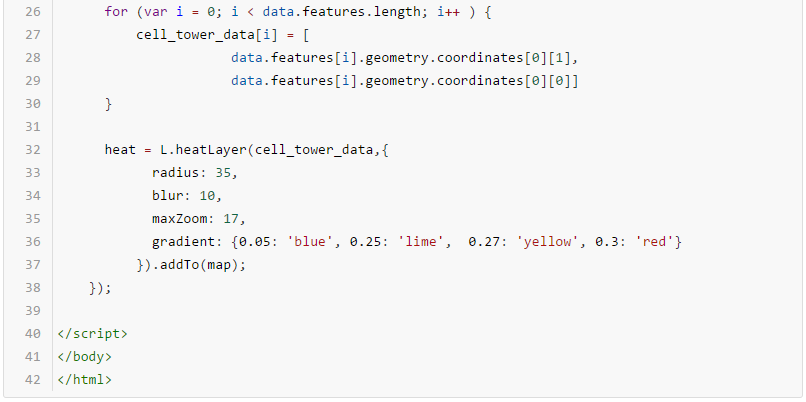 26 for (var i = 0; i < data.features.length; i++ ) {
27 cell_tower_data[i] = [
28 data.features[i].geometry.coordinates[0][1],
29 data.features[i].geometry.coordinates[0][0]]
30 }
31
32 heat = L.heatLayer(cell_tower_data,{
33 radius: 35,
34 blur: 10,
35 maxZoom: 17,
36 gradient: {0.05: 'blue', 0.25: 'lime',  0.27: 'yellow', 0.3: 'red'}
37 }).addTo(map);
38 });
39
40 </script>
41 </body>
42 </html>